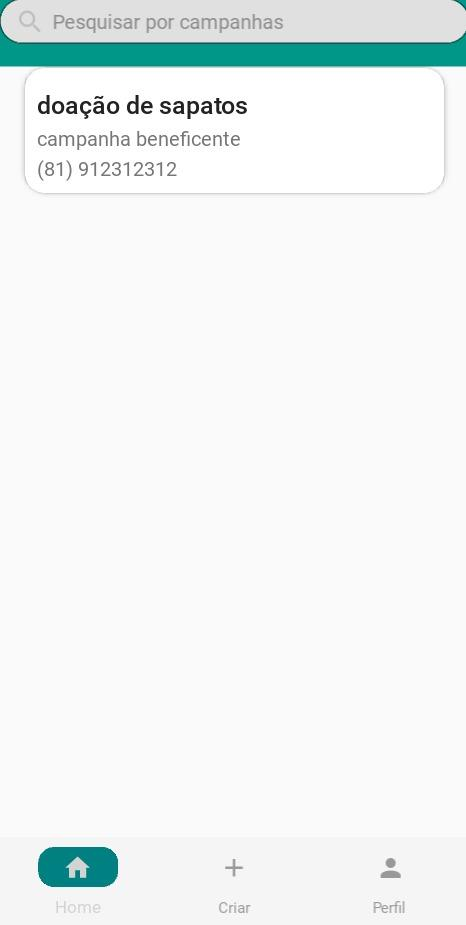 Pesquisar por campanhas
doação de sapatos
campanha beneficente
(81) 912312312
Home
Criar
Perfil